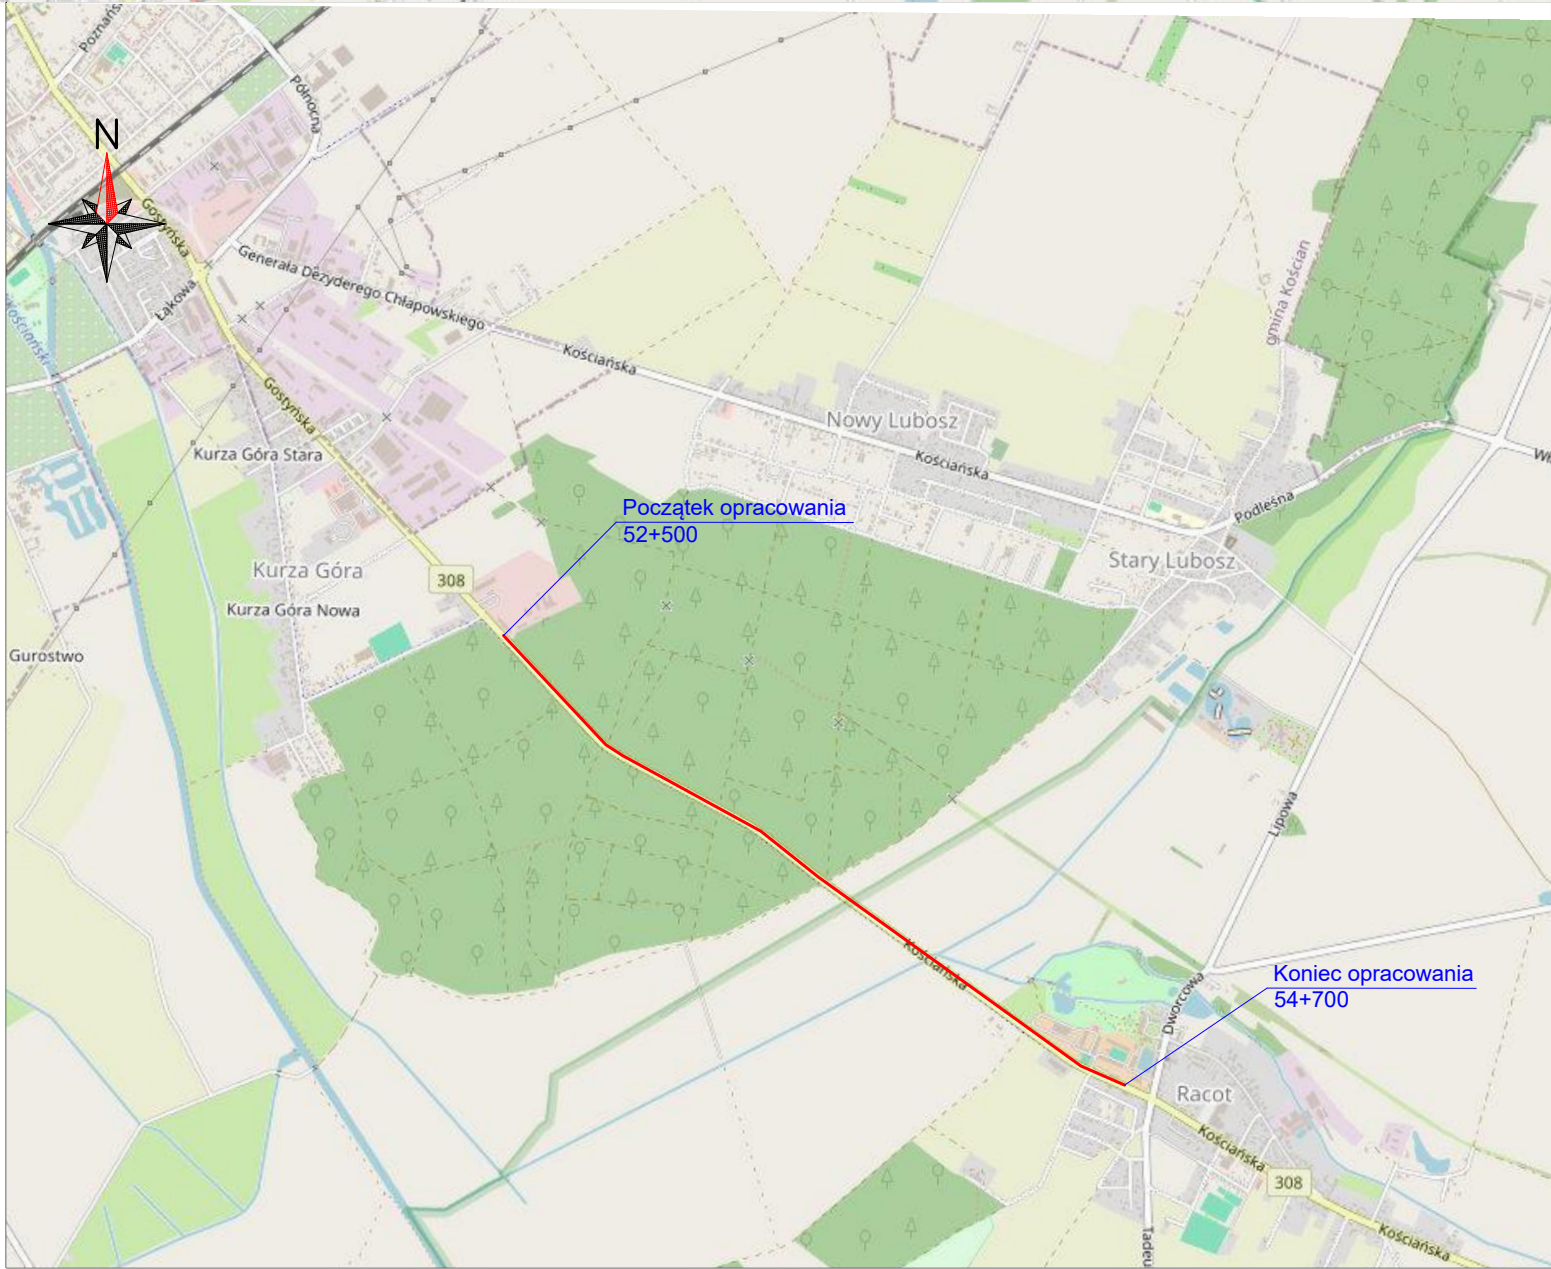 Poznańs
Północna
N
Gostyńska
Generała Dezyderego Chłapowskiego
Łąkowa
Kościański
gmina Kościan
Kościańska
Gostyńska
Nowy Lubosz
Kurza Góra Stara
Kościańska
Podleśna
Początek opracowania
52+500
Stary Lubosz
Kurza Góra
308
Kurza Góra Nowa
Gurostwo
Lipowa
Kościańska
Koniec opracowania
54+700
Dworcowa
Racot
Kościańska
308
Kościańska